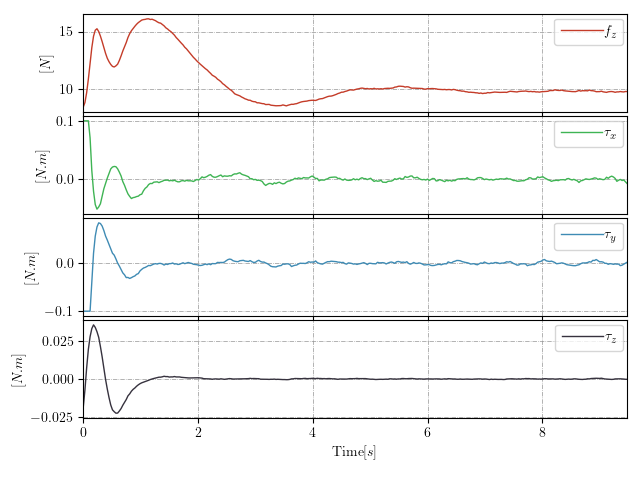 15
10
[N]
f_z
0.1
0.0
[N.m]
τ_x
0.0
−0.1
[N.m]
τ_y
0.025
0.000
−0.025
[N.m]
τ_z
0 2 4 6 8
Time[s]